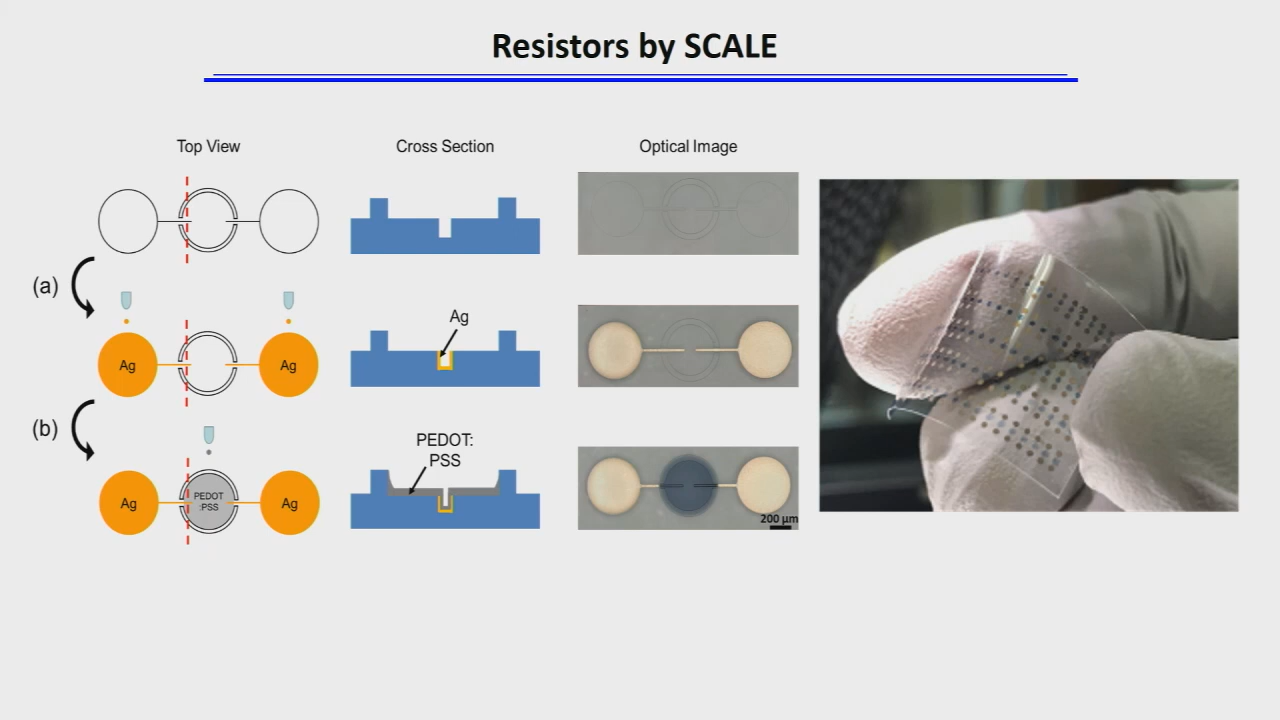 Resistors by SCALE
Top View
Cross Section
Optical Image
(a)
Ag
Ag
Ag
(b)
PEDOT:
PSS
Ag
PEDOT
:PSS
Ag
200 µm